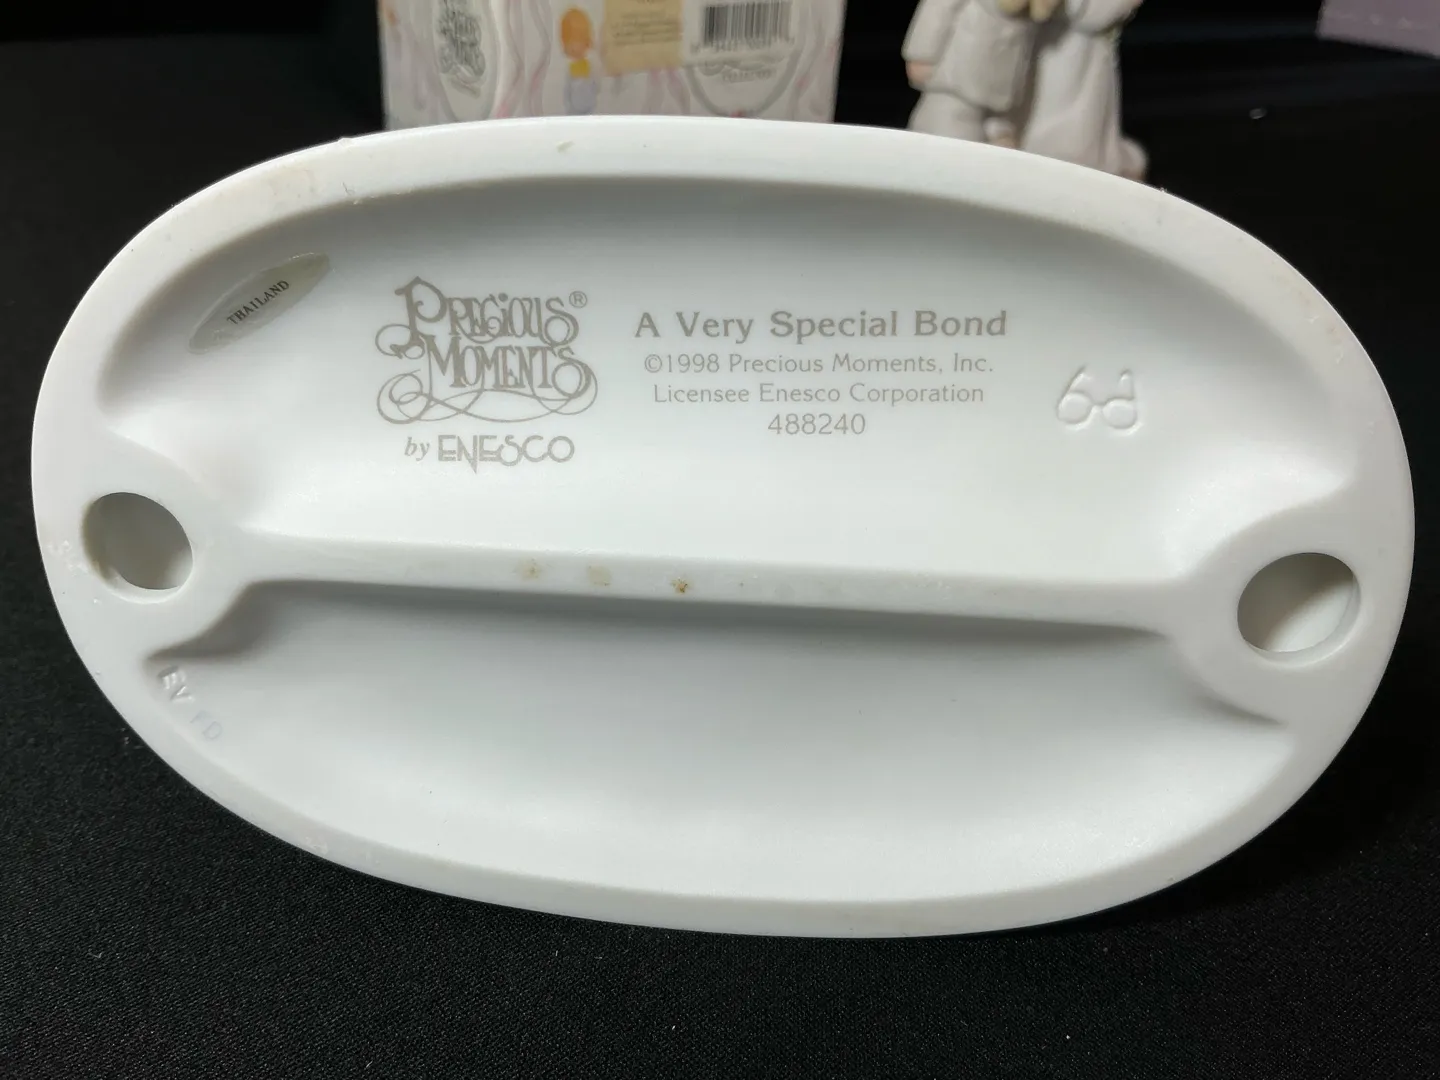 THAILAND
PRECIOUS®
MOMENTS
by ENESCO
A Very Special Bond
©1998 Precious Moments, Inc.
Licensee Enesco Corporation
488240